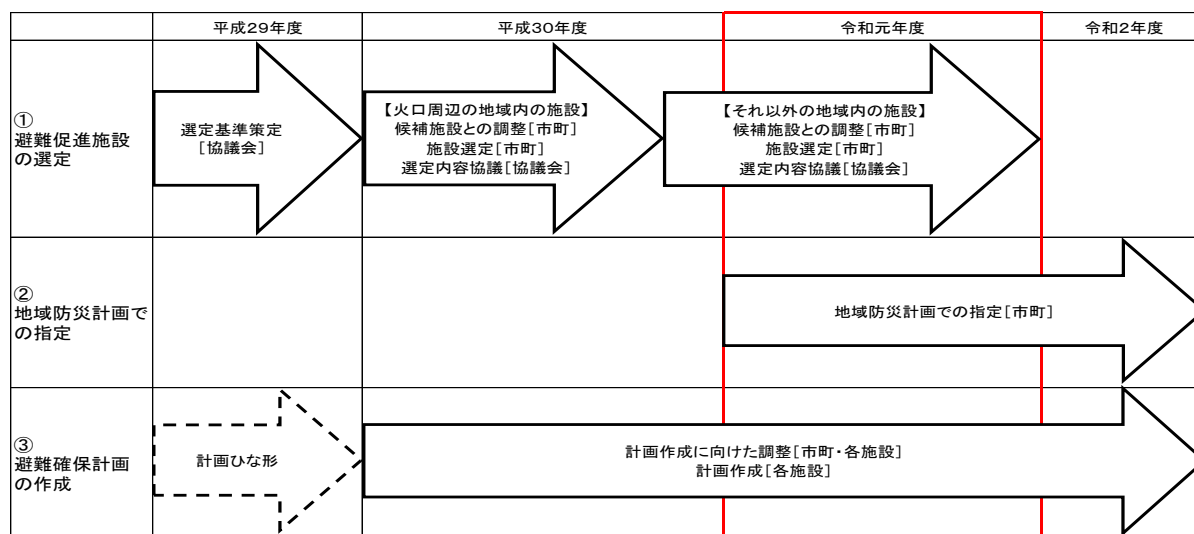 平成29年度
平成30年度
令和元年度
令和2年度
①
避難促進施設
の選定
選定基準策定
[協議会]
【火口周辺の地域内の施設】
候補施設との調整[市町]
施設選定[市町]
選定内容協議[協議会]
【それ以外の地域内の施設】
候補施設との調整[市町]
施設選定[市町]
選定内容協議[協議会]
②
地域防災計画で
の指定
地域防災計画での指定[市町]
③
避難確保計画
の作成
計画ひな形
計画作成に向けた調整[市町・各施設]
計画作成[各施設]